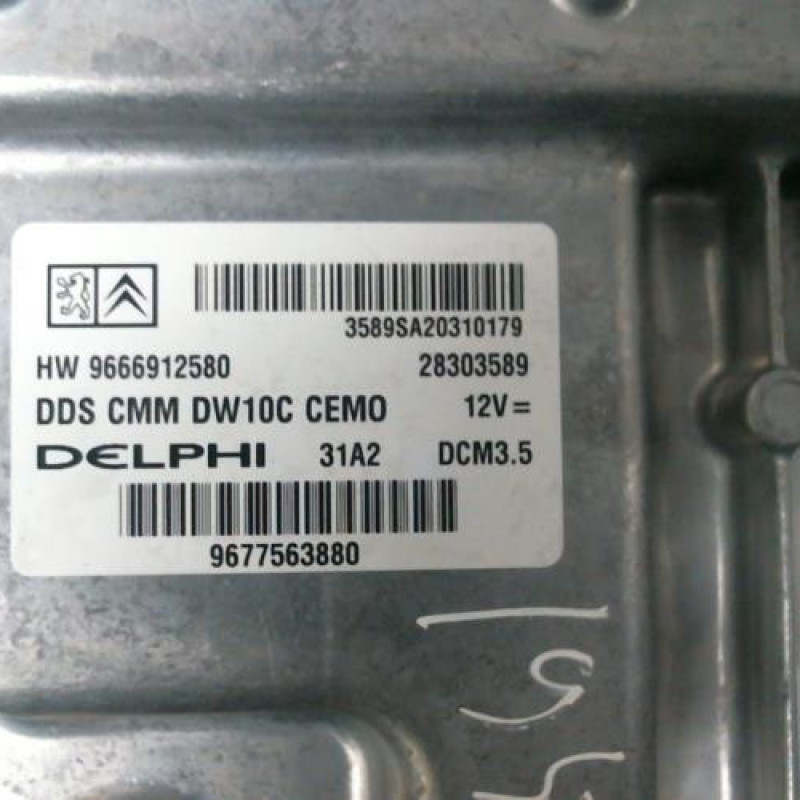 3589SA20310179
HW 9666912580 28303589
DDS CMM DW10C CEMO 12V=
DELPHI 31A2 DCM3.5
9677563880